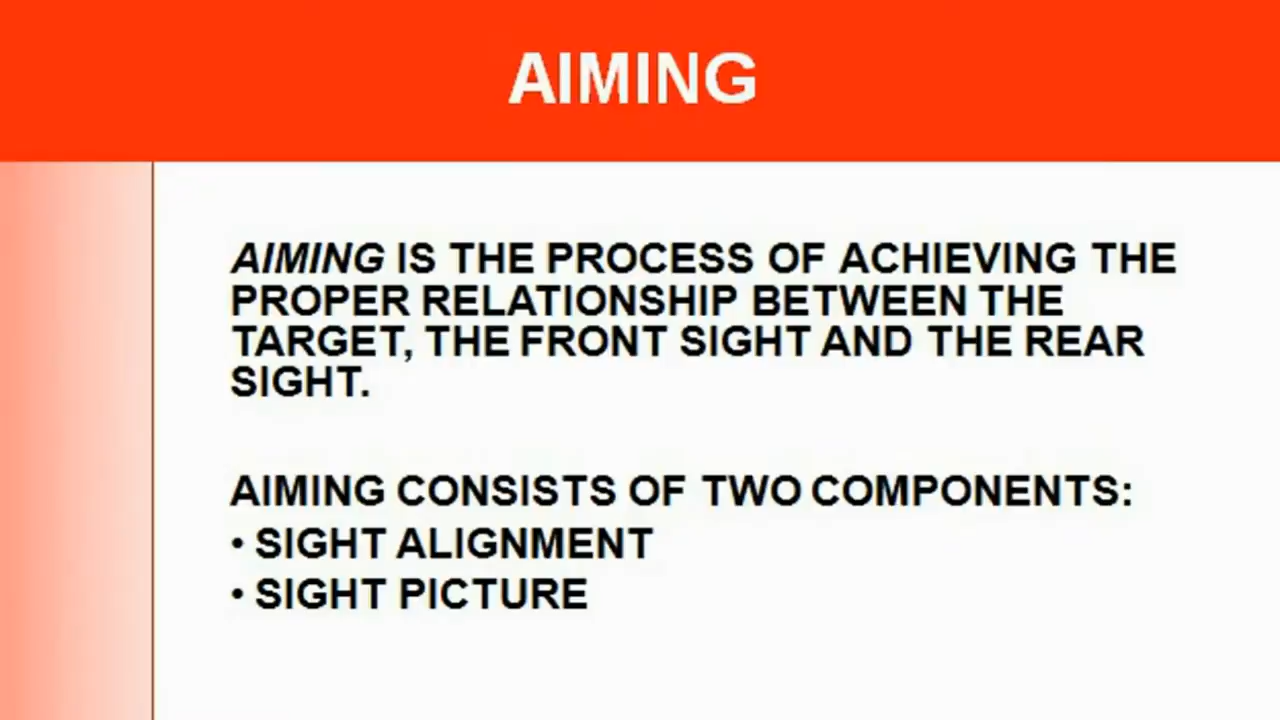 AIMING
AIMING IS THE PROCESS OF ACHIEVING THE
PROPER RELATIONSHIP BETWEEN THE
TARGET, THE FRONT SIGHT AND THE REAR
SIGHT.
AIMING CONSISTS OF TWO COMPONENTS:
• SIGHT ALIGNMENT
• SIGHT PICTURE